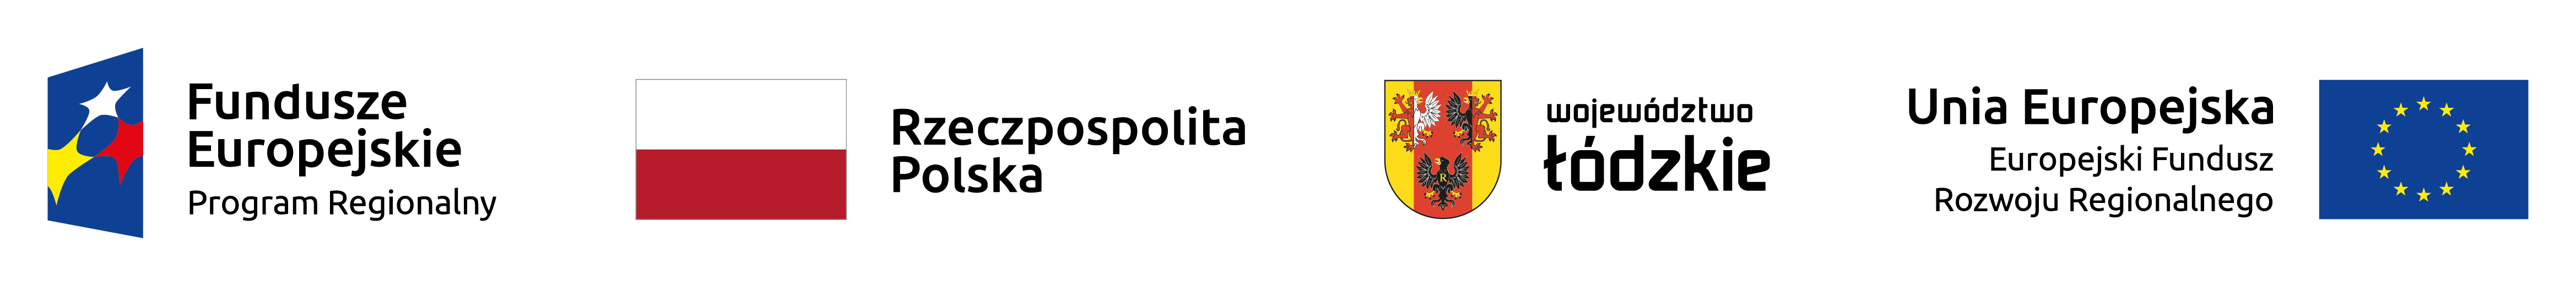 Fundusze
Europejskie
Program Regionalny
Rzeczpospolita
Polska
województwo
łódzkie
R
Unia Europejska
Europejski Fundusz
Rozwoju Regionalnego